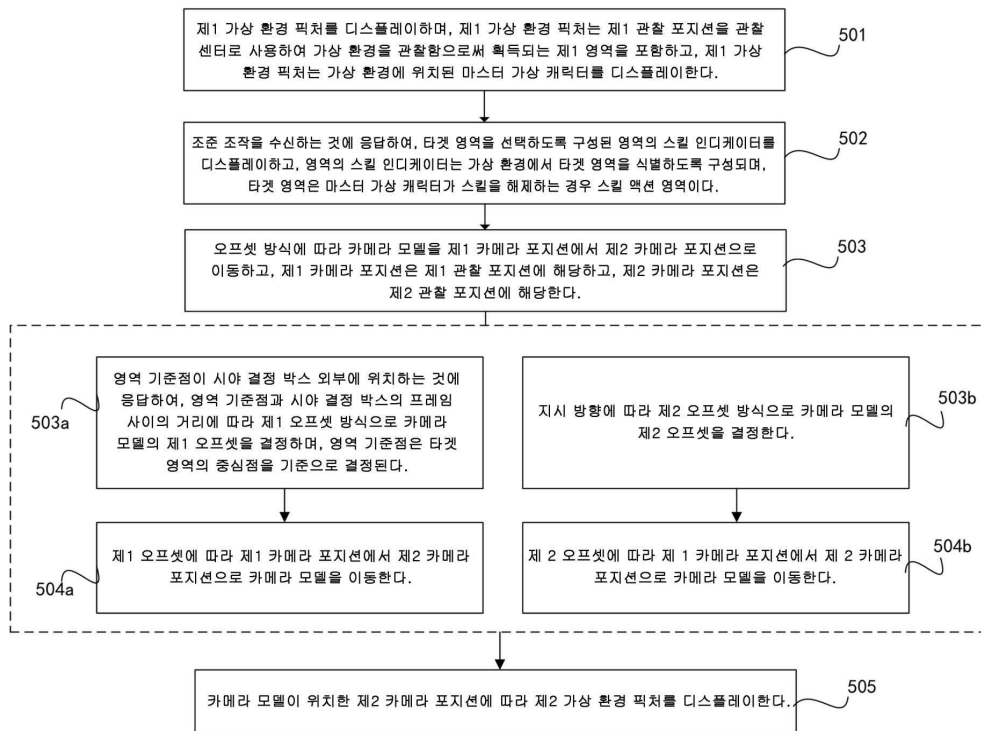 제1 가상 환경 픽처를 디스플레이하며, 제1 가상 환경 픽처는 제1 관찰 포지션을 관찰
센터로 사용하여 가상 환경을 관찰함으로써 획득되는 제1 영역을 포함하고, 제1 가상
환경 픽처는 가상 환경에 위치된 마스터 가상 캐릭터를 디스플레이한다.
501
조준 조작을 수신하는 것에 응답하여, 타겟 영역을 선택하도록 구성된 영역의 스킬 인디케이터를
디스플레이하고, 영역의 스킬 인디케이터는 가상 환경에서 타겟 영역을 식별하도록 구성되며,
타겟 영역은 마스터 가상 캐릭터가 스킬을 해제하는 경우 스킬 액션 영역이다.
502
오프셋 방식에 따라 카메라 모델을 제1 카메라 포지션에서 제2 카메라 포지션으로
이동하고, 제1 카메라 포지션은 제1 관찰 포지션에 해당하고, 제2 카메라 포지션은
제2 관찰 포지션에 해당한다.
503
영역 기준점이 시야 결정 박스 외부에 위치하는 것에
응답하여, 영역 기준점과 시야 결정 박스의 프레임
사이의 거리에 따라 제1 오프셋 방식으로 카메라
모델의 제1 오프셋을 결정하며, 영역 기준점은 타겟
영역의 중심점을 기준으로 결정된다.
503a
지시 방향에 따라 제2 오프셋 방식으로 카메라 모델의
제2 오프셋을 결정한다.
503b
제1 오프셋에 따라 제1 카메라 포지션에서 제2 카메라
포지션으로 카메라 모델을 이동한다.
504a
제 2 오프셋에 따라 제 1 카메라 포지션에서 제 2 카메라
포지션으로 카메라 모델을 이동한다.
504b
카메라 모델이 위치한 제2 카메라 포지션에 따라 제2 가상 환경 픽처를 디스플레이한다.
505